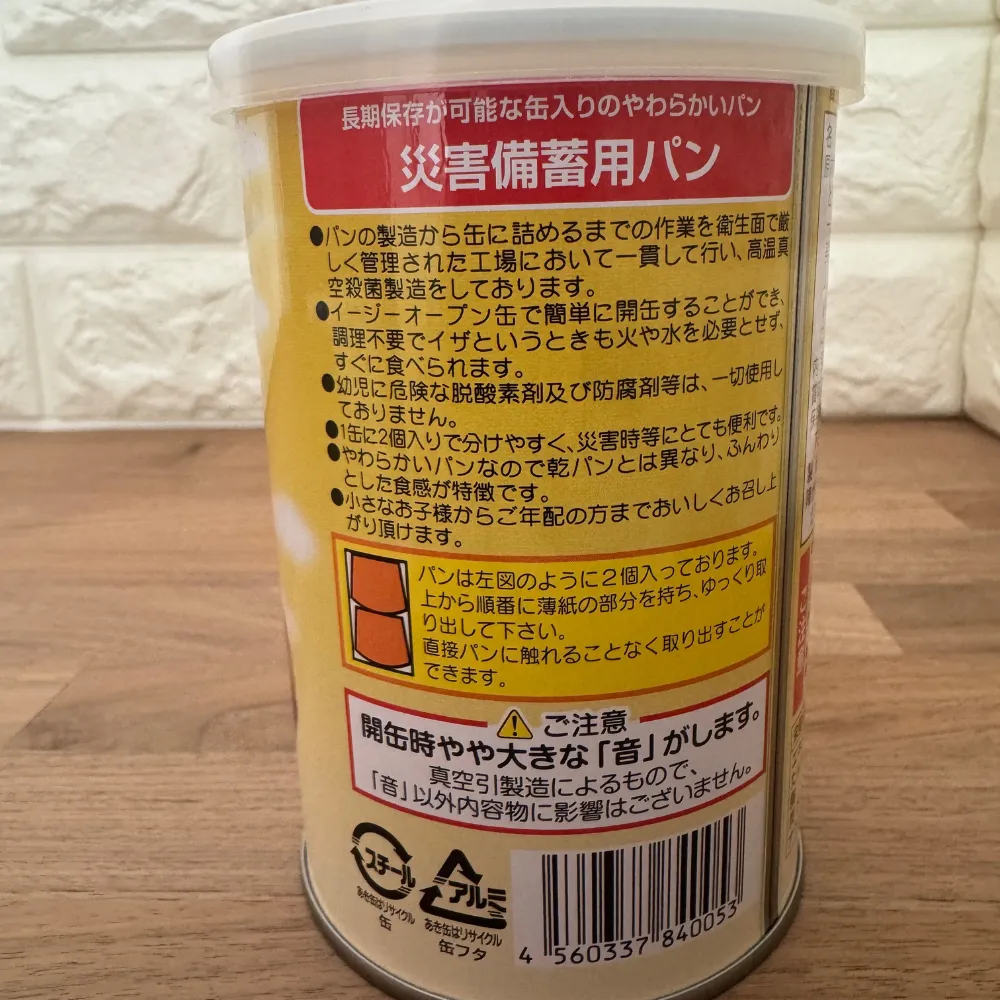 長期保存が可能な缶入りのやわらかいパン
災害備蓄用パン
●パンの製造から缶に詰めるまでの作業を衛生面で厳
しく管理された工場において一貫して行い、高温真
空殺菌製造をしております。
●イージーオープン缶で簡単に開缶することができ、
調理不要でイザというときも火や水を必要とせず、
すぐに食べられます。
●幼児に危険な脱酸素剤及び防腐剤等は、一切使用し
ておりません。
●1缶に2個入りで分けやすく、災害時等にとても便利です。
●やわらかいパンなので乾パンとは異なり、ふんわり
とした食感が特徴です。
●小さなお子様からご年配の方までおいしくお召し上
がり頂けます。
パンは左図のように2個入っております。
上から順番に薄紙の部分を持ち、ゆっくり取
り出して下さい。
直接パンに触れることなく取り出すことが
できます。
ご注意
開缶時やや大きな「音」がします。
真空引製造によるもので、
「音」以外内容物に影響はございません。
スチール
あき缶はリサイクル
缶
アルミ
あき缶はリサイクル
缶フタ
4 560337 840053